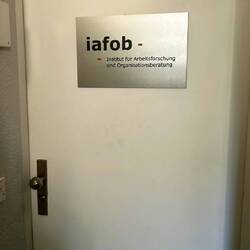 iafob -
- Institut für Arbeitsforschung
und Organisationsberatung